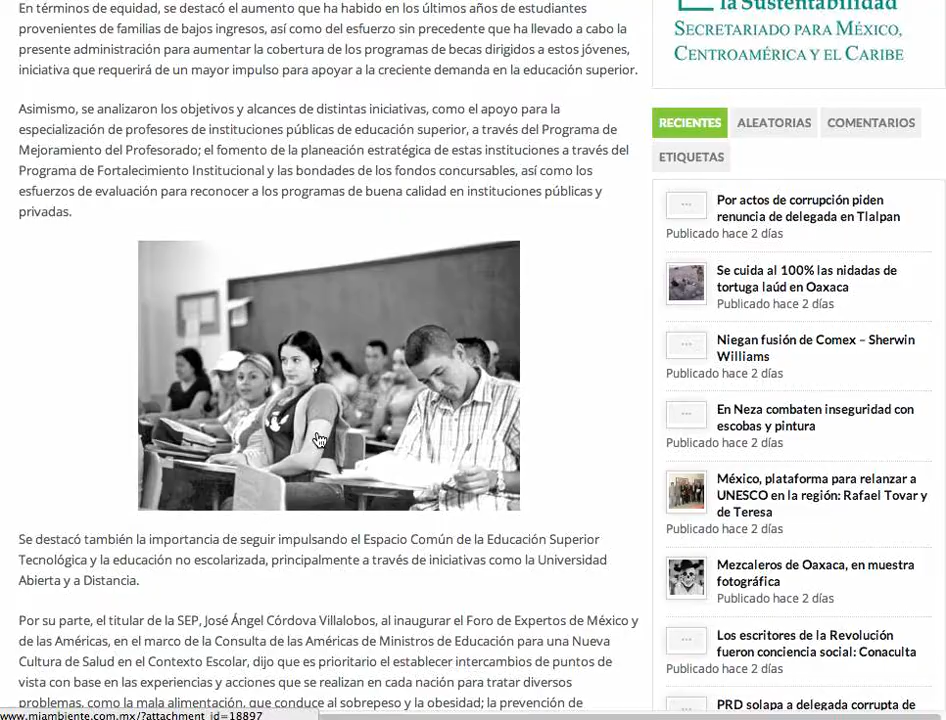 En términos de equidad, se destacó el aumento que ha habido en los últimos años de estudiantes
provenientes de familias de bajos ingresos, así como del esfuerzo sin precedente que ha llevado a cabo la
presente administración para aumentar la cobertura de los programas de becas dirigidos a estos jóvenes,
iniciativa que requerirá de un mayor impulso para apoyar a la creciente demanda en la educación superior.
Asimismo, se analizaron los objetivos y alcances de distintas iniciativas, como el apoyo para la
especialización de profesores de instituciones públicas de educación superior, a través del Programa de
Mejoramiento del Profesorado; el fomento de la planeación estratégica de estas instituciones a través del
Programa de Fortalecimiento Institucional y las bondades de los fondos concursables, así como los
esfuerzos de evaluación para reconocer a los programas de buena calidad en instituciones públicas y
privadas.
Se destacó también la importancia de seguir impulsando el Espacio Común de la Educación Superior
Tecnológica y la educación no escolarizada, principalmente a través de iniciativas como la Universidad
Abierta y a Distancia.
Por su parte, el titular de la SEP, José Ángel Córdova Villalobos, al inaugurar el Foro de Expertos de México y
de las Américas, en el marco de la Consulta de las Américas de Ministros de Educación para una Nueva
Cultura de Salud en el Contexto Escolar, dijo que es prioritario el establecer intercambios de puntos de
vista con base en las experiencias y acciones que se realizan en cada nación para tratar diversos
problemas, como la mala alimentación, que conduce al sobrepeso y la obesidad; la prevención de
www.miambiente.com.mx/?attachment_id=18897
la Sustentabilidad
SECRETARIADO PARA MÉXICO,
CENTROAMÉRICA Y EL CARIBE
RECIENTES
ALEATORIAS
COMENTARIOS
ETIQUETAS
Por actos de corrupción piden
renuncia de delegada en Tlalpan
Publicado hace 2 días
Se cuida al 100% las nidadas de
tortuga laúd en Oaxaca
Publicado hace 2 días
Niegan fusión de Comex – Sherwin
Williams
Publicado hace 2 días
En Neza combaten inseguridad con
escobas y pintura
Publicado hace 2 días
México, plataforma para relanzar a
UNESCO en la región: Rafael Tovar y
de Teresa
Publicado hace 2 días
Mezcaleros de Oaxaca, en muestra
fotográfica
Publicado hace 2 días
Los escritores de la Revolución
fueron conciencia social: Conaculta
Publicado hace 2 días
PRD solapa a delegada corrupta de